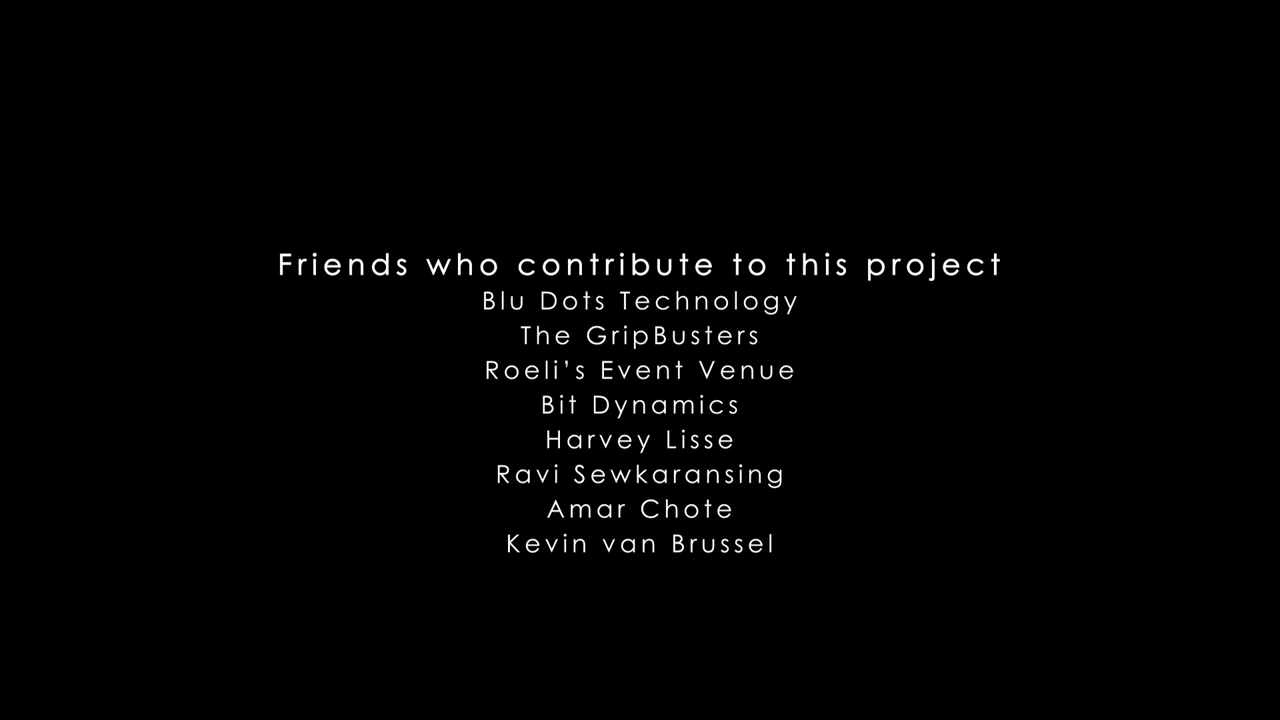 Friends who contribute to this project
Blu Dots Technology
The GripBusters
Roeli’s Event Venue
Bit Dynamics
Harvey Lisse
Ravi Sewkaransing
Amar Chote
Kevin van Brussel